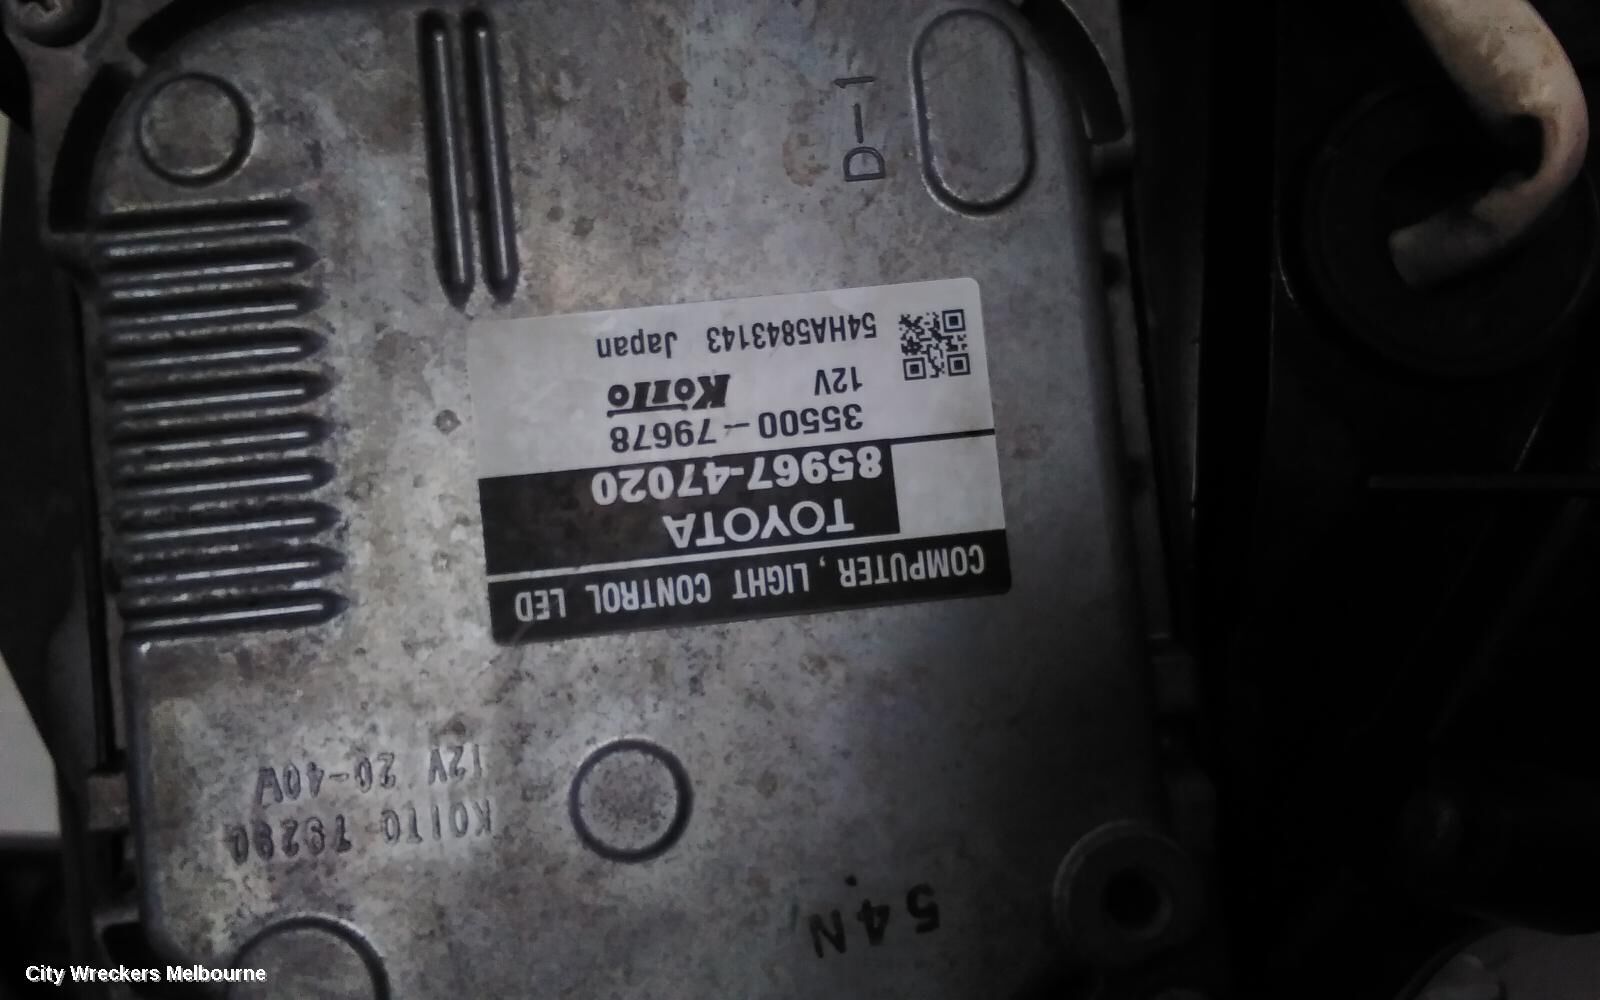 COMPUTER, LIGHT CONTROL LED
TOYOTA
85967-47020
35500-79678
12V KOITO
54HA5843143 Japan
D-1
KOITO
12V 20-40W
54N
City Wreckers Melbourne